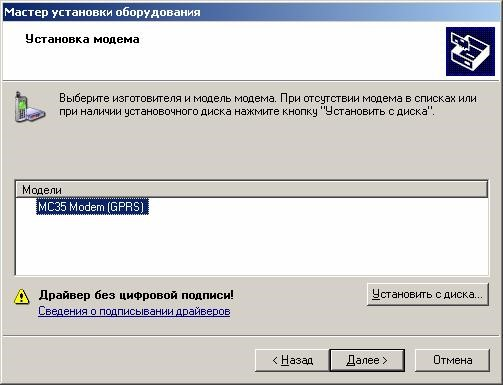 Мастер установки оборудования
Установка модема
Выберите изготовителя и модель модема. При отсутствии модема в списках или
при наличии установочного диска нажмите кнопку "Установить с диска".
Модели
MC35 Modem (GPRS)
Драйвер без цифровой подписи!
Сведения о подписывании драйверов
Установить с диска...
< Назад
Далее >
Отмена